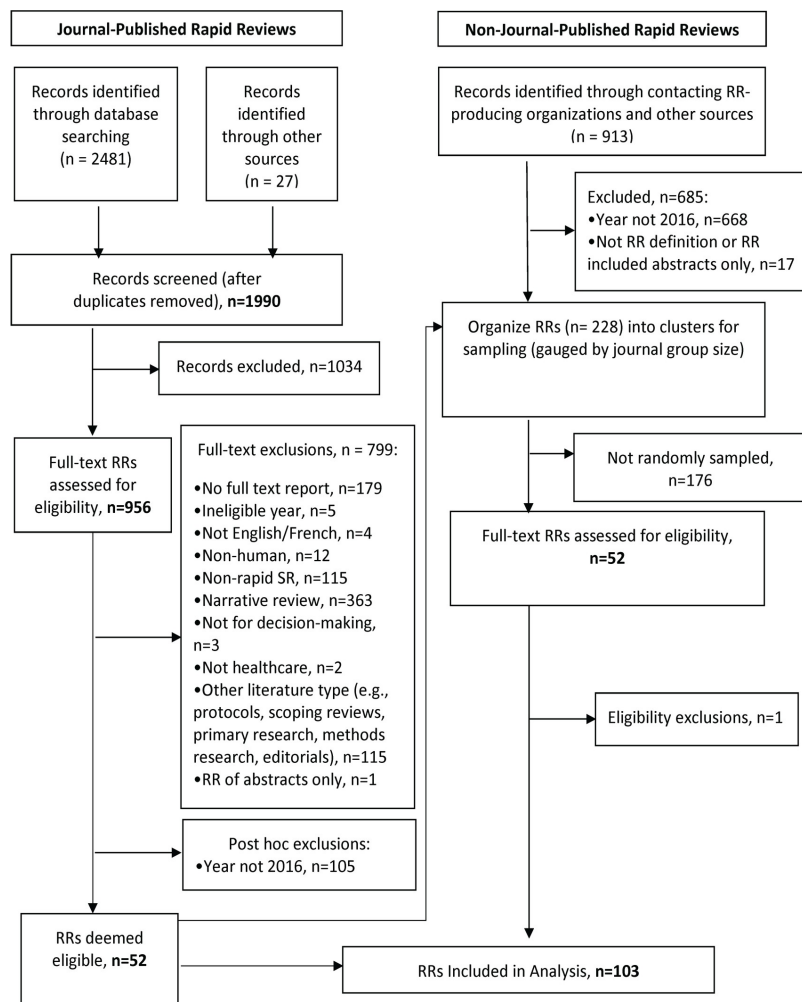 Journal-Published Rapid Reviews
Records identified
through database
searching
(n = 2481)
Records
identified
through other
sources
(n = 27)
Records screened (after
duplicates removed), n=1990
Records excluded, n=1034
Full-text RRs
assessed for
eligibility, n=956
Full-text exclusions, n = 799:
•No full text report, n=179
•Ineligible year, n=5
•Not English/French, n=4
•Non-human, n=12
•Non-rapid SR, n=115
•Narrative review, n=363
•Not for decision-making,
n=3
•Not healthcare, n=2
•Other literature type (e.g.,
protocols, scoping reviews,
primary research, methods
research, editorials), n=115
•RR of abstracts only, n=1
Post hoc exclusions:
•Year not 2016, n=105
RRs deemed
eligible, n=52
Non-Journal-Published Rapid Reviews
Records identified through contacting RR-
producing organizations and other sources
(n = 913)
Excluded, n=685:
•Year not 2016, n=668
•Not RR definition or RR
included abstracts only, n=17
Organize RRs (n= 228) into clusters for
sampling (gauged by journal group size)
Not randomly sampled,
n=176
Full-text RRs assessed for eligibility,
n=52
Eligibility exclusions, n=1
RRs Included in Analysis, n=103